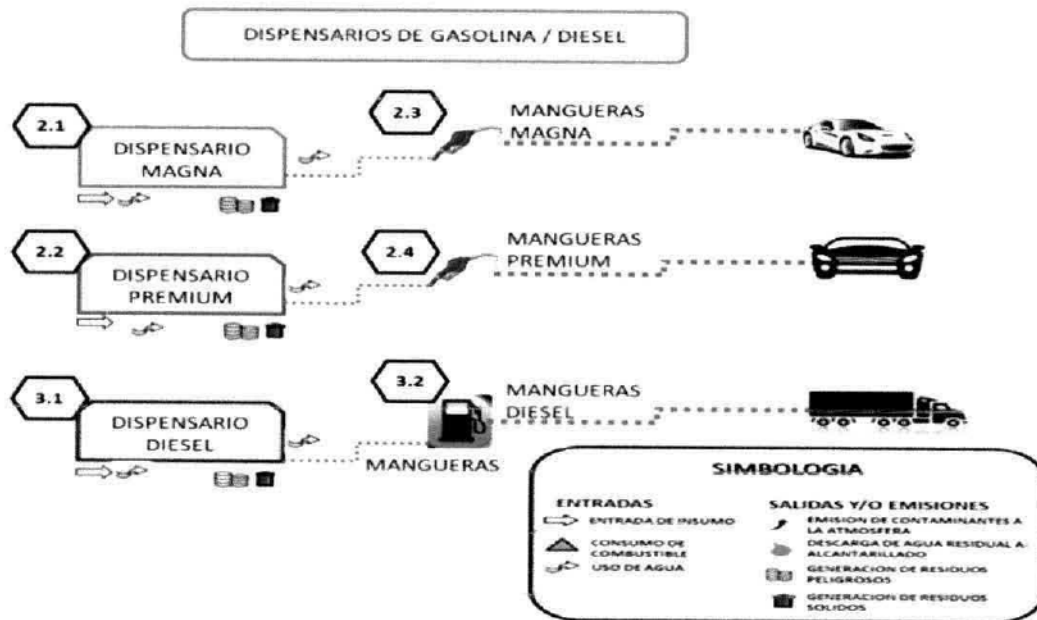 DISPENSARIOS DE GASOLINA / DIESEL
2.1
DISPENSARIO
MAGNA
2.3
MANGUERAS
MAGNA
2.2
DISPENSARIO
PREMIUM
2.4
MANGUERAS
PREMIUM
3.1
DISPENSARIO
DIESEL
3.2
MANGUERAS
DIESEL
MANGUERAS
SIMBOLOGIA
ENTRADAS
ENTRADA DE INSUMO
CONSUMO DE
COMBUSTIBLE
USO DE AGUA
SALIDAS Y/O EMISIONES
EMISION DE CONTAMINANTES A
LA ATMOSFERA
DESCARGA DE AGUA RESIDUAL A
ALCANTARILLADO
GENERACION DE RESIDUOS
PELIGROSOS
GENERACION DE RESIDUOS
SOLIDOS